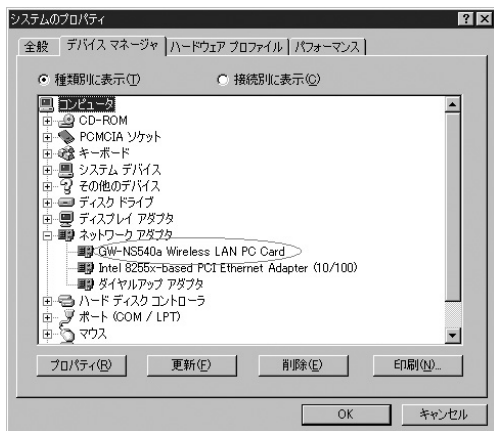 システムのプロパティ
全般 デバイス マネージャ ハードウェア プロファイル パフォーマンス
種類別に表示(T) 接続別に表示(C)
コンピュータ
CD-ROM
PCMCIA ソケット
キーボード
システム デバイス
その他のデバイス
ディスク ドライブ
ディスプレイ アダプタ
ネットワーク アダプタ
GW-NS540a Wireless LAN PC Card
Intel 8255x-based PCI Ethernet Adapter (10/100)
ダイヤルアップ アダプタ
ハード ディスク コントローラ
ポート (COM / LPT)
マウス
プロパティ(R) 更新(F) 削除(E) 印刷(N)...
OK キャンセル